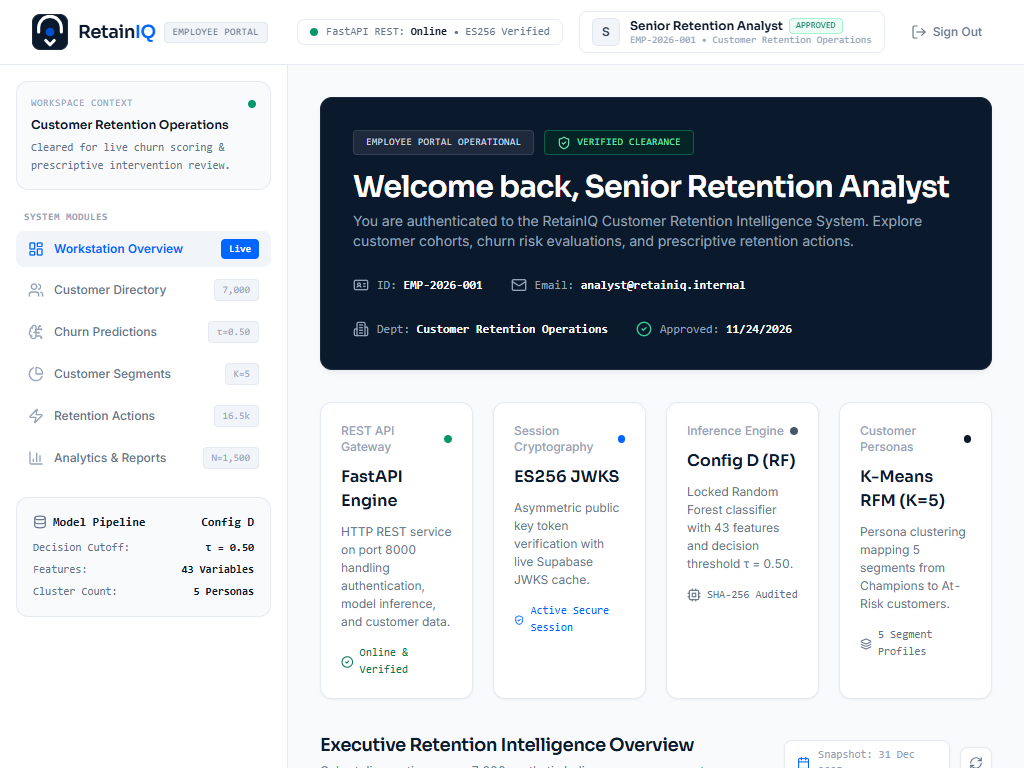 RetainIQ
EMPLOYEE PORTAL
FastAPI REST: Online • ES256 Verified
S
Senior Retention Analyst APPROVED
EMP-2026-001 • Customer Retention Operations
Sign Out
WORKSPACE CONTEXT
Customer Retention Operations
Cleared for live churn scoring &
prescriptive intervention review.
SYSTEM MODULES
Workstation Overview Live
Customer Directory 7,000
Churn Predictions τ=0.50
Customer Segments K=5
Retention Actions 16.5k
Analytics & Reports N=1,500
Model Pipeline Config D
Decision Cutoff: τ = 0.50
Features: 43 Variables
Cluster Count: 5 Personas
EMPLOYEE PORTAL OPERATIONAL
VERIFIED CLEARANCE
Welcome back, Senior Retention Analyst
You are authenticated to the RetainIQ Customer Retention Intelligence System. Explore
customer cohorts, churn risk evaluations, and prescriptive retention actions.
ID: EMP-2026-001
Email: analyst@retainiq.internal
Dept: Customer Retention Operations
Approved: 11/24/2026
REST API
Gateway
FastAPI
Engine
HTTP REST service
on port 8000
handling
authentication,
model inference,
and customer data.
Online &
Verified
Session
Cryptography
ES256 JWKS
Asymmetric public
key token
verification with
live Supabase
JWKS cache.
Active Secure
Session
Inference Engine
Config D (RF)
Locked Random
Forest classifier
with 43 features
and decision
threshold τ = 0.50.
SHA-256 Audited
Customer
Personas
K-Means
RFM (K=5)
Persona clustering
mapping 5
segments from
Champions to At-
Risk customers.
5 Segment
Profiles
Executive Retention Intelligence Overview
Snapshot: 31 Dec